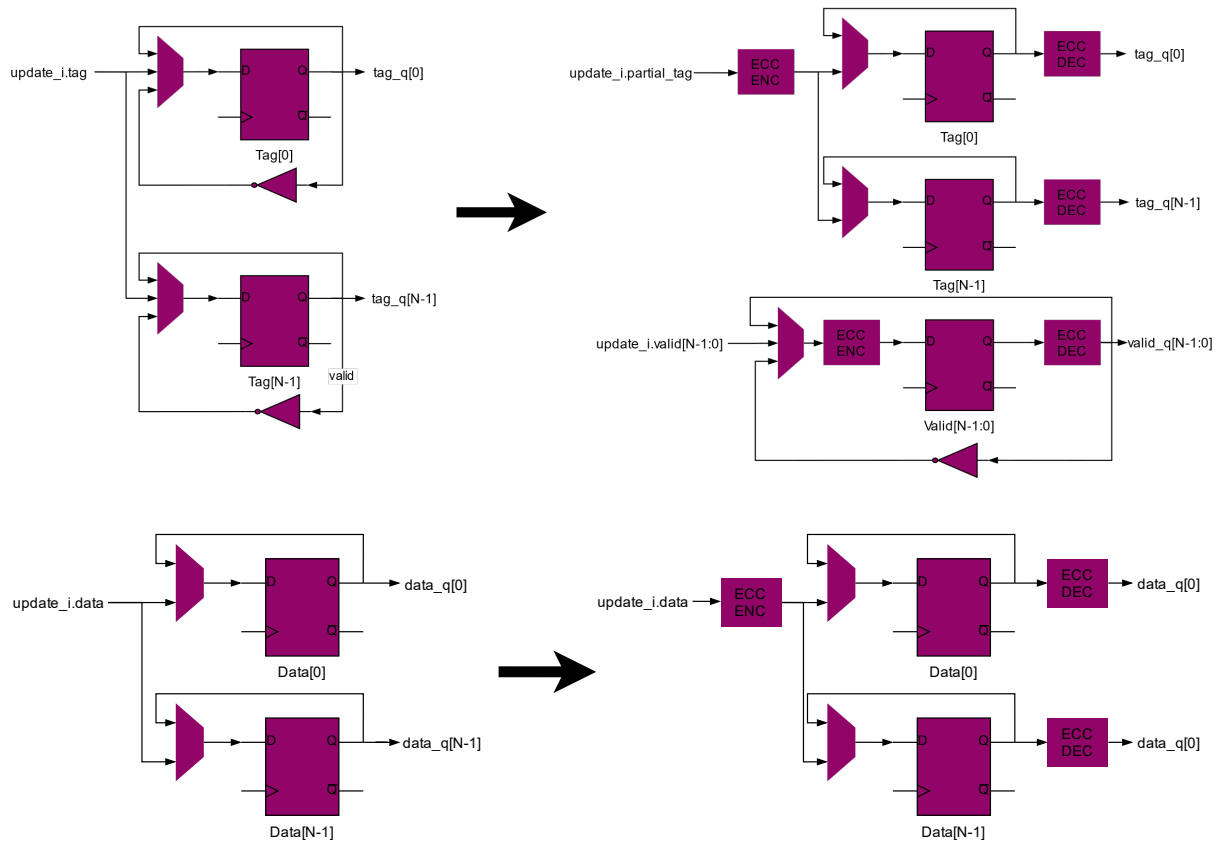 update_i.tag
D
Q
Q
tag_q[0]
Tag[0]
D
Q
Q
tag_q[N-1]
Tag[N-1]
valid
update_i.partial_tag
ECC
ENC
D
Q
Q
ECC
DEC
tag_q[0]
Tag[0]
D
Q
Q
ECC
DEC
tag_q[N-1]
Tag[N-1]
update_i.valid[N-1:0]
ECC
ENC
D
Q
Q
ECC
DEC
valid_q[N-1:0]
Valid[N-1:0]
update_i.data
D
Q
Q
data_q[0]
Data[0]
D
Q
Q
data_q[N-1]
Data[N-1]
update_i.data
ECC
ENC
D
Q
Q
ECC
DEC
data_q[0]
Data[0]
D
Q
Q
ECC
DEC
data_q[0]
Data[N-1]